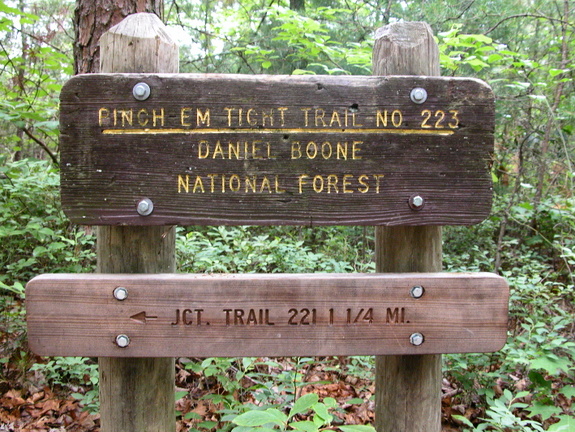 PINCH EM TIGHT TRAIL NO. 223
DANIEL BOONE
NATIONAL FOREST
← JCT. TRAIL 221 1 1/4 MI.